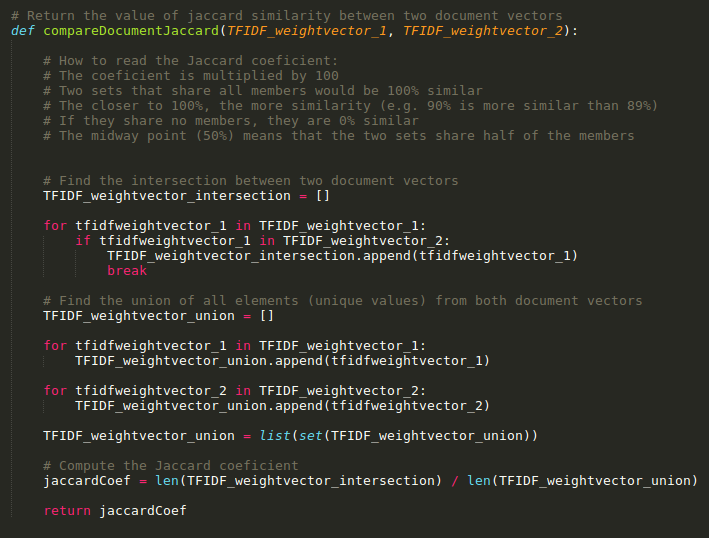 # Return the value of jaccard similarity between two document vectors
def compareDocumentJaccard(TFIDF_weightvector_1, TFIDF_weightvector_2):
# How to read the Jaccard coeficient:
# The coeficient is multiplied by 100
# Two sets that share all members would be 100% similar
# The closer to 100%, the more similarity (e.g. 90% is more similar than 89%)
# If they share no members, they are 0% similar
# The midway point (50%) means that the two sets share half of the members
# Find the intersection between two document vectors
TFIDF_weightvector_intersection = []
for tfidfweightvector_1 in TFIDF_weightvector_1:
if tfidfweightvector_1 in TFIDF_weightvector_2:
TFIDF_weightvector_intersection.append(tfidfweightvector_1)
break
# Find the union of all elements (unique values) from both document vectors
TFIDF_weightvector_union = []
for tfidfweightvector_1 in TFIDF_weightvector_1:
TFIDF_weightvector_union.append(tfidfweightvector_1)
for tfidfweightvector_2 in TFIDF_weightvector_2:
TFIDF_weightvector_union.append(tfidfweightvector_2)
TFIDF_weightvector_union = list(set(TFIDF_weightvector_union))
# Compute the Jaccard coeficient
jaccardCoef = len(TFIDF_weightvector_intersection) / len(TFIDF_weightvector_union)
return jaccardCoef